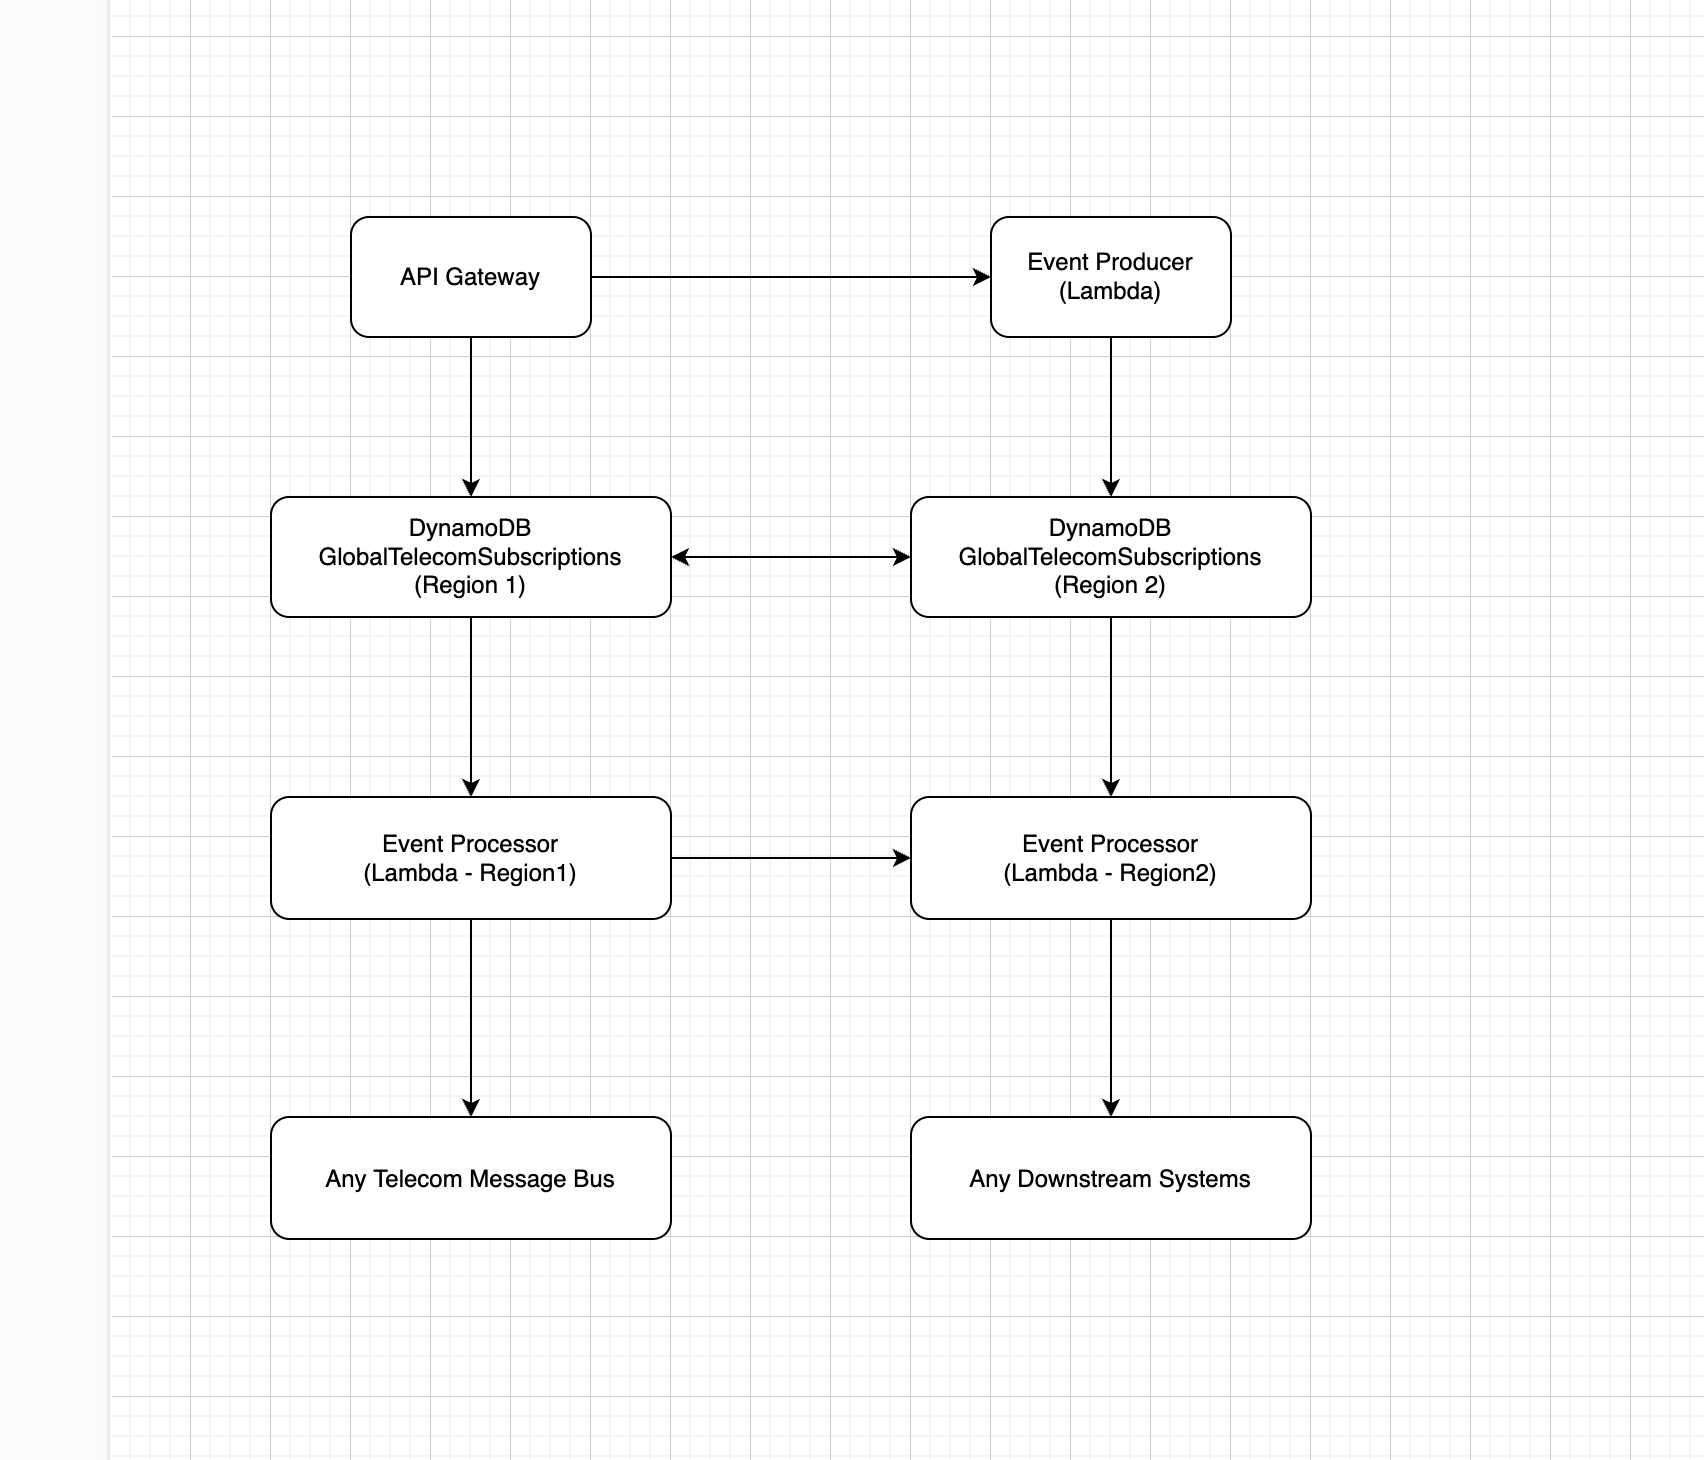 API Gateway
Event Producer
(Lambda)
DynamoDB
GlobalTelecomSubscriptions
(Region 1)
DynamoDB
GlobalTelecomSubscriptions
(Region 2)
Event Processor
(Lambda - Region1)
Event Processor
(Lambda - Region2)
Any Telecom Message Bus
Any Downstream Systems